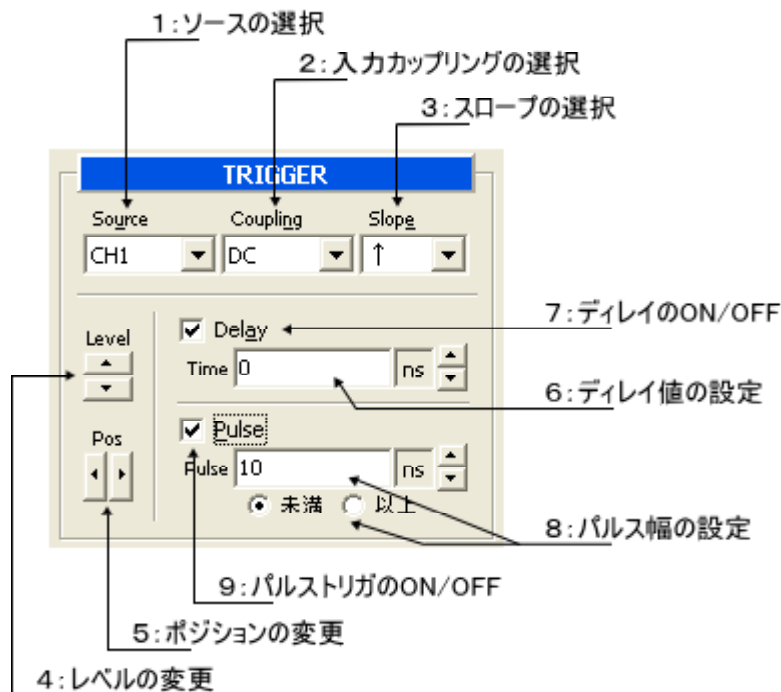 1:ソースの選択
2:入力カップリングの選択
3:スロープの選択
TRIGGER
Source Coupling Slope
CH1 DC ↑
7:ディレイのON/OFF
Level Delay
Time 0 ns
6:ディレイ値の設定
Pos Pulse
Pulse 10 ns
未満 以上
8:パルス幅の設定
9:パルストリガのON/OFF
5:ポジションの変更
4:レベルの変更